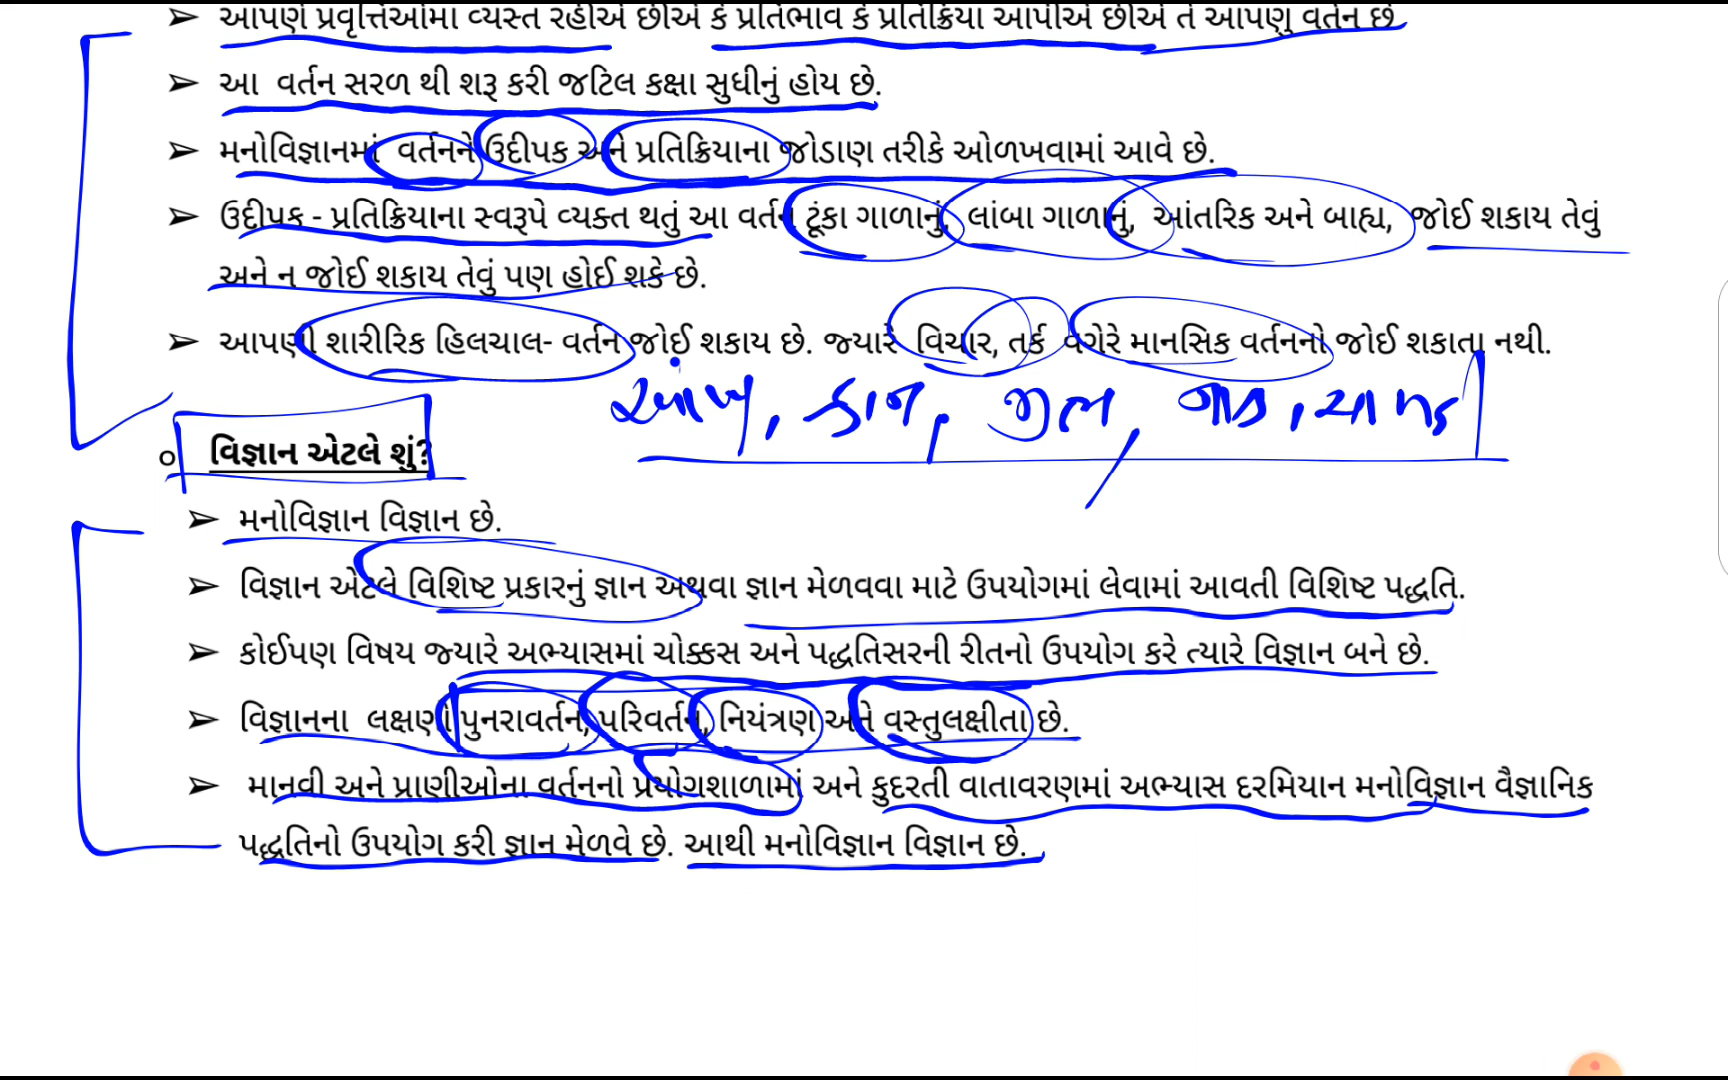 ➢ આપણે પ્રવૃત્તિઓમાં વ્યસ્ત રહીએ છીએ કે પ્રતિભાવ કે પ્રતિક્રિયા આપીએ છીએ તે આપણુ વર્તન છે
➢ આ વર્તન સરળ થી શરૂ કરી જટિલ કક્ષા સુધીનું હોય છે.
➢ મનોવિજ્ઞાનમાં વર્તનને ઉદીપક અને પ્રતિક્રિયાના જોડાણ તરીકે ઓળખવામાં આવે છે.
➢ ઉદ્દીપક - પ્રતિક્રિયાના સ્વરૂપે વ્યક્ત થતું આ વર્તન ટૂંકા ગાળાનું, લાંબા ગાળાનું, આંતરિક અને બાહ્ય, જોઈ શકાય તેવું
અને ન જોઈ શકાય તેવું પણ હોઈ શકે છે.
➢ આપણી શારીરિક હિલચાલ- વર્તન જોઈ શકાય છે. જ્યારે વિચાર, તર્ક વગેરે માનસિક વર્તનનો જોઈ શકાતા નથી.
આંખ, કાન, જીભ, નાક,
o વિજ્ઞાન એટલે શું?
➢ મનોવિજ્ઞાન વિજ્ઞાન છે.
➢ વિજ્ઞાન એટલે વિશિષ્ટ પ્રકારનું જ્ઞાન અથવા જ્ઞાન મેળવવા માટે ઉપયોગમાં લેવામાં આવતી વિશિષ્ટ પદ્ધતિ.
➢ કોઈપણ વિષય જ્યારે અભ્યાસમાં ચોક્કસ અને પદ્ધતિસરની રીતનો ઉપયોગ કરે ત્યારે વિજ્ઞાન બને છે.
➢ વિજ્ઞાનના લક્ષણો પુનરાવર્તન, પરિવર્તન, નિયંત્રણ અને વસ્તુલક્ષીતા છે.
➢ માનવી અને પ્રાણીઓના વર્તનનો પ્રયોગશાળામાં અને કુદરતી વાતાવરણમાં અભ્યાસ દરમિયાન મનોવિજ્ઞાન વૈજ્ઞાનિક
પદ્ધતિનો ઉપયોગ કરી જ્ઞાન મેળવે છે. આથી મનોવિજ્ઞાન વિજ્ઞાન છે.